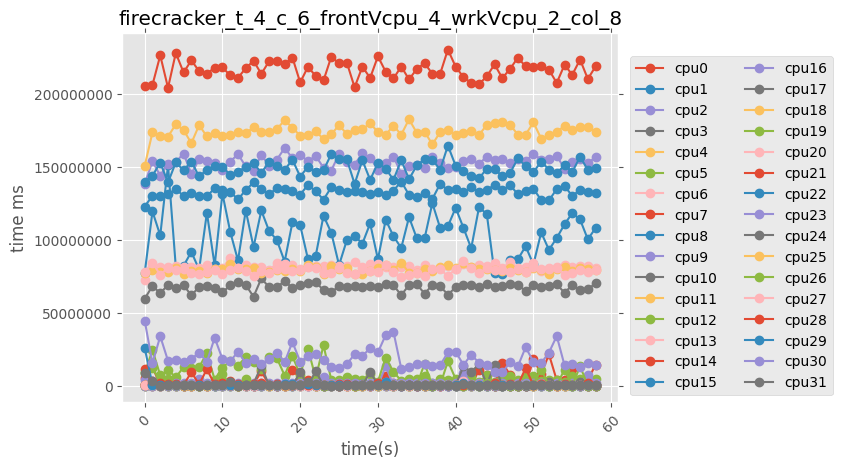 firecracker_t_4_c_6_frontVcpu_4_wrkVcpu_2_col_8
time ms
200000000
150000000
100000000
50000000
0
0
10
20
30
40
50
60
time(s)
cpu0
cpu1
cpu2
cpu3
cpu4
cpu5
cpu6
cpu7
cpu8
cpu9
cpu10
cpu11
cpu12
cpu13
cpu14
cpu15
cpu16
cpu17
cpu18
cpu19
cpu20
cpu21
cpu22
cpu23
cpu24
cpu25
cpu26
cpu27
cpu28
cpu29
cpu30
cpu31